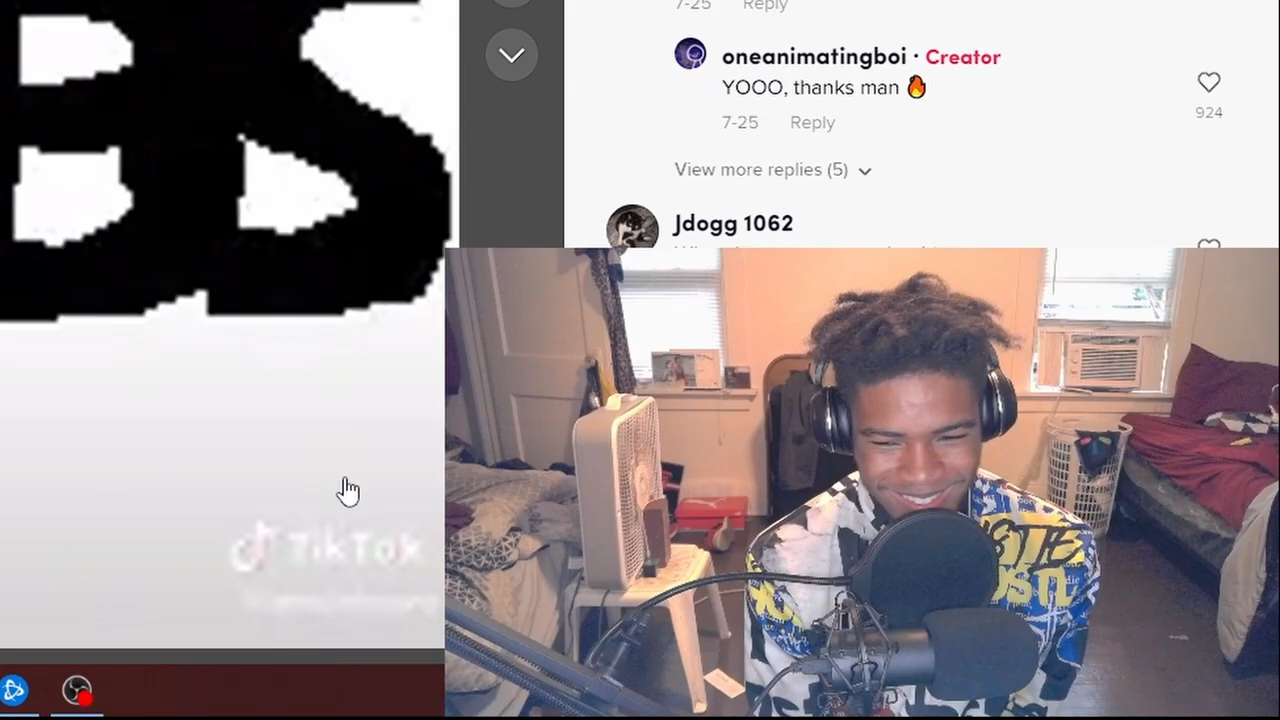 7-25 Reply
oneanimatingboi · Creator
YOOO, thanks man 🔥
924
7-25 Reply
View more replies (5)
Jdogg 1062
TikTok